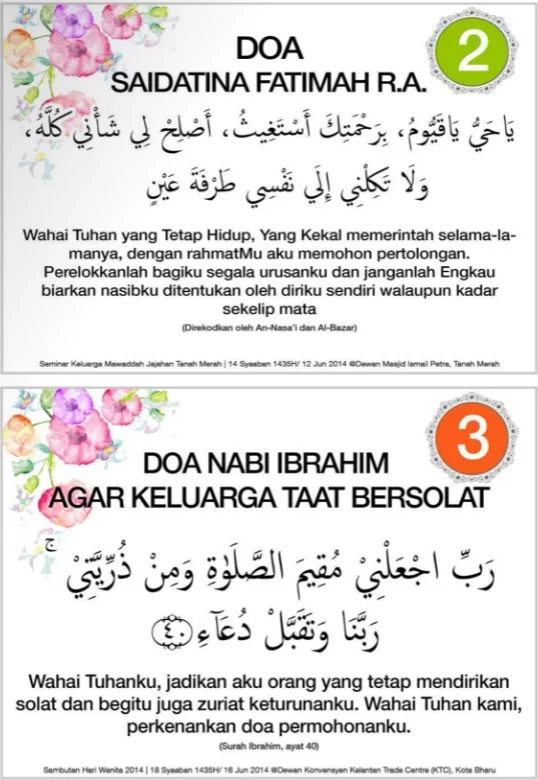 2
DOA
SAIDATINA FATIMAH R.A.
يَاحَيُّ يَاقَيُّومُ، بِرَحْمَتِكَ أَسْتَغِيثُ، أَصْلِحْ لِي شَأْنِي كُلَّهُ،
وَلَا تَكِلْنِي إِلَي نَفْسِي طَرْفَةَ عَيْنٍ
Wahai Tuhan yang Tetap Hidup, Yang Kekal memerintah selama-la-
manya, dengan rahmatMu aku memohon pertolongan.
Perelokkanlah bagiku segala urusanku dan janganlah Engkau
biarkan nasibku ditentukan oleh diriku sendiri walaupun kadar
sekelip mata
(Direkodkan oleh An-Nasa'i dan Al-Bazar)
Seminar Keluarga Mawaddah Jajahan Tanah Merah | 14 Syaaban 1435H/ 12 Jun 2014 @Dewan Masjid Ismail Petra, Tanah Merah
3
DOA NABI IBRAHIM
AGAR KELUARGA TAAT BERSOLAT
رَبِّ اجْعَلْنِيْ مُقِيمَ الصَّلَوٰةِ وَمِنْ ذُرِّيَّتِيْ ۚ
رَبَّنَا وَتَقَبَّلْ دُعَآءِ ۝٤٠
Wahai Tuhanku, jadikan aku orang yang tetap mendirikan
solat dan begitu juga zuriat keturunanku. Wahai Tuhan kami,
perkenankan doa permohonanku.
(Surah Ibrahim, ayat 40)
Sambutan Hari Wanita 2014 | 18 Syaaban 1435H/ 16 Jun 2014 @Dewan Konvensyen Kelantan Trade Centre (KTC), Kota Bharu